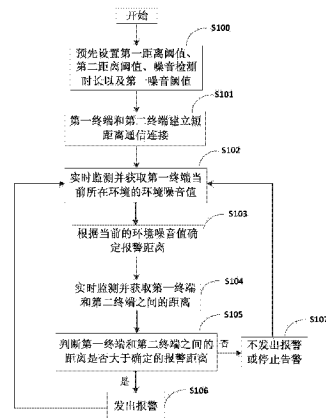 开始
S100
预先设置第一距离阈值、
第二距离阈值、噪音检测
时长以及第一噪音阈值
S101
第一终端和第二终端建立短
距离通信连接
S102
实时监测并获取第一终端当
前所在环境的环境噪音值
S103
根据当前的环境噪音值确
定报警距离
S104
实时监测并获取第一终端
和第二终端之间的距离
S105
判断第一终端和第二终端之间的
距离是否大于确定的报警距离
否
S107
不发出报警
或停止告警
是
S106
发出报警